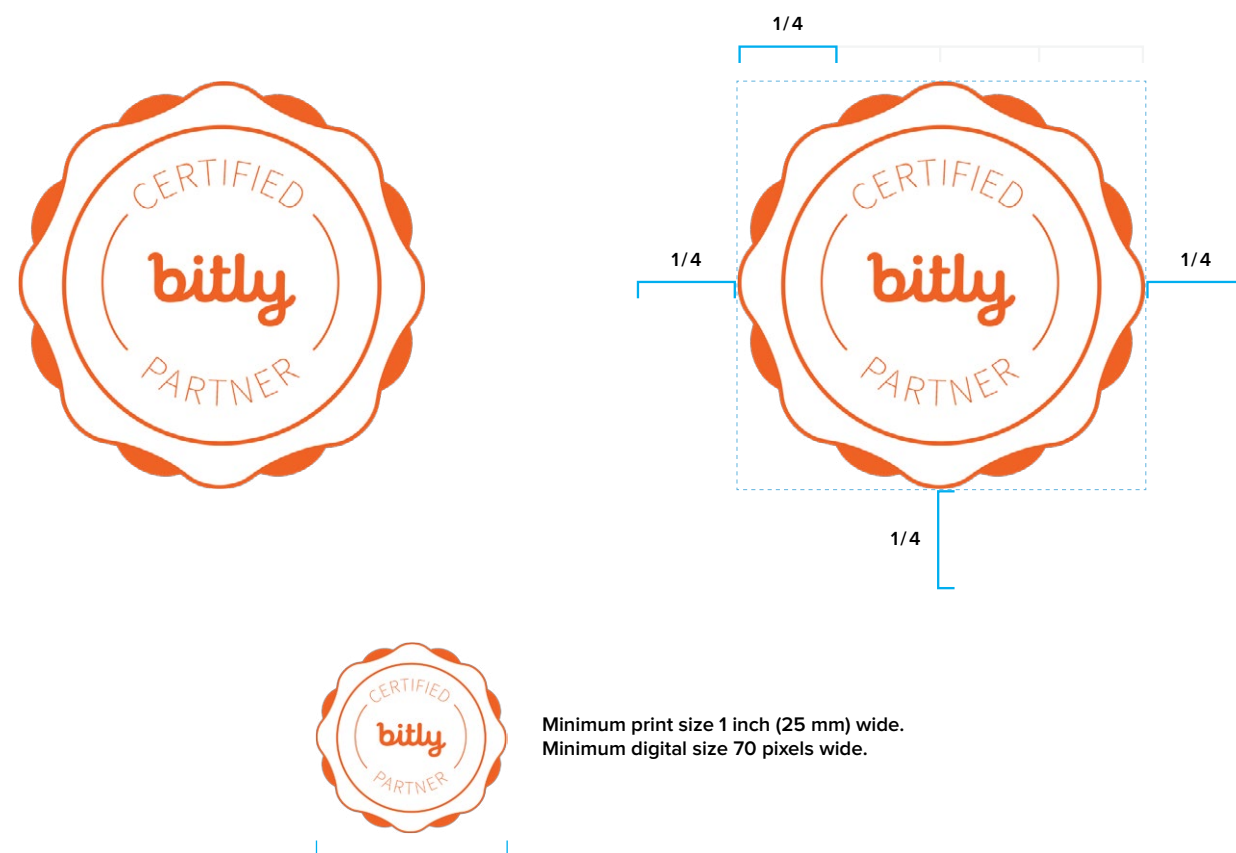 1/4
CERTIFIED
bitly
PARTNER
CERTIFIED
bitly
PARTNER
1/4
1/4
1/4
CERTIFIED
bitly
PARTNER
Minimum print size 1 inch (25 mm) wide.
Minimum digital size 70 pixels wide.